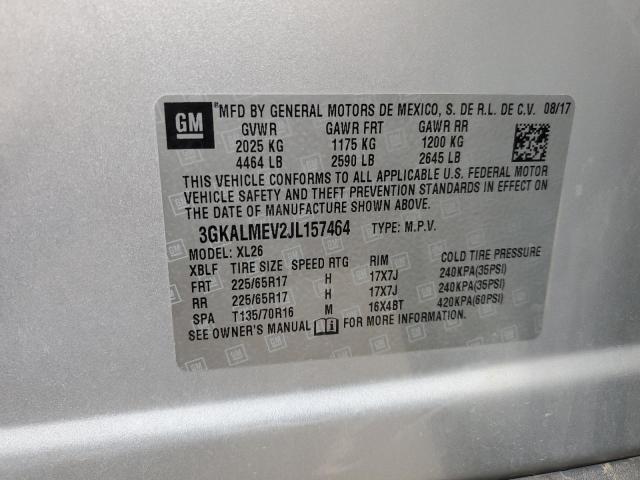 GM
MFD BY GENERAL MOTORS DE MEXICO, S. DE R.L. DE C.V. 08/17
GVWR GAWR FRT GAWR RR
2025 KG 1175 KG 1200 KG
4464 LB 2590 LB 2645 LB
THIS VEHICLE CONFORMS TO ALL APPLICABLE U.S. FEDERAL MOTOR
VEHICLE SAFETY AND THEFT PREVENTION STANDARDS IN EFFECT ON
THE DATE OF MANUFACTURE SHOWN ABOVE.
3GKALMEV2JL157464 TYPE: M.P.V.
MODEL: XL26
XBLF TIRE SIZE SPEED RTG RIM COLD TIRE PRESSURE
FRT 225/65R17 H 17X7J 240KPA(35PSI)
RR 225/65R17 H 17X7J 240KPA(35PSI)
SPA T135/70R16 M 16X4BT 420KPA(60PSI)
SEE OWNER'S MANUAL FOR MORE INFORMATION.